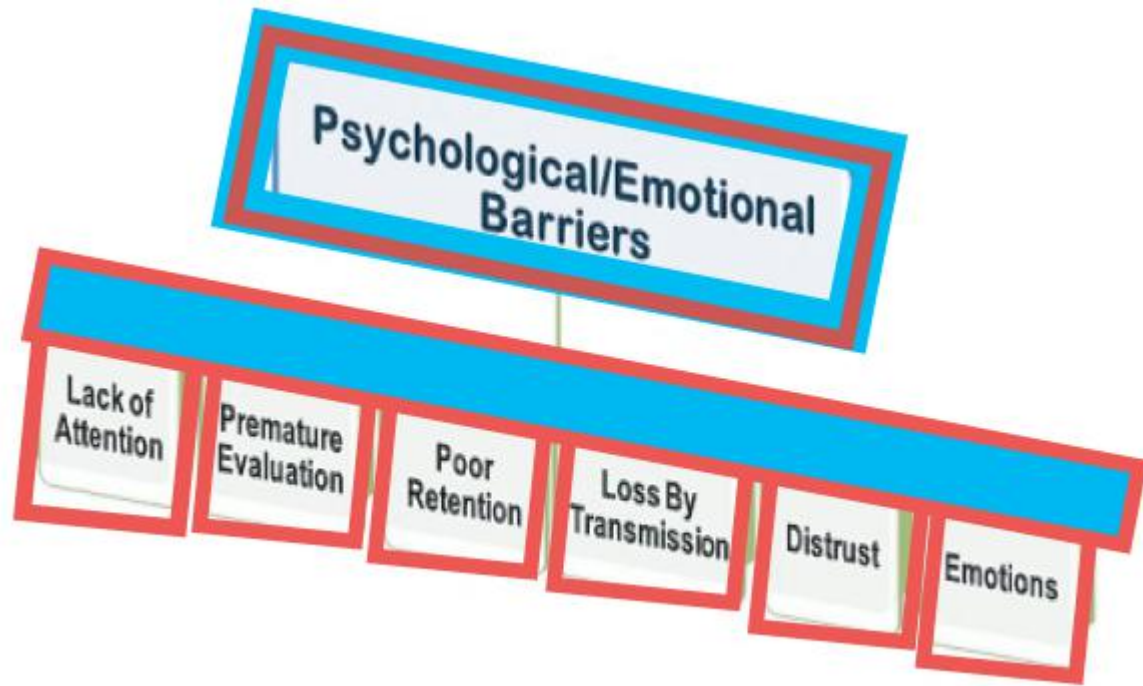 Psychological/Emotional
Barriers
Lack of
Attention
Premature
Evaluation
Poor
Retention
Loss By
Transmission
Distrust
Emotions